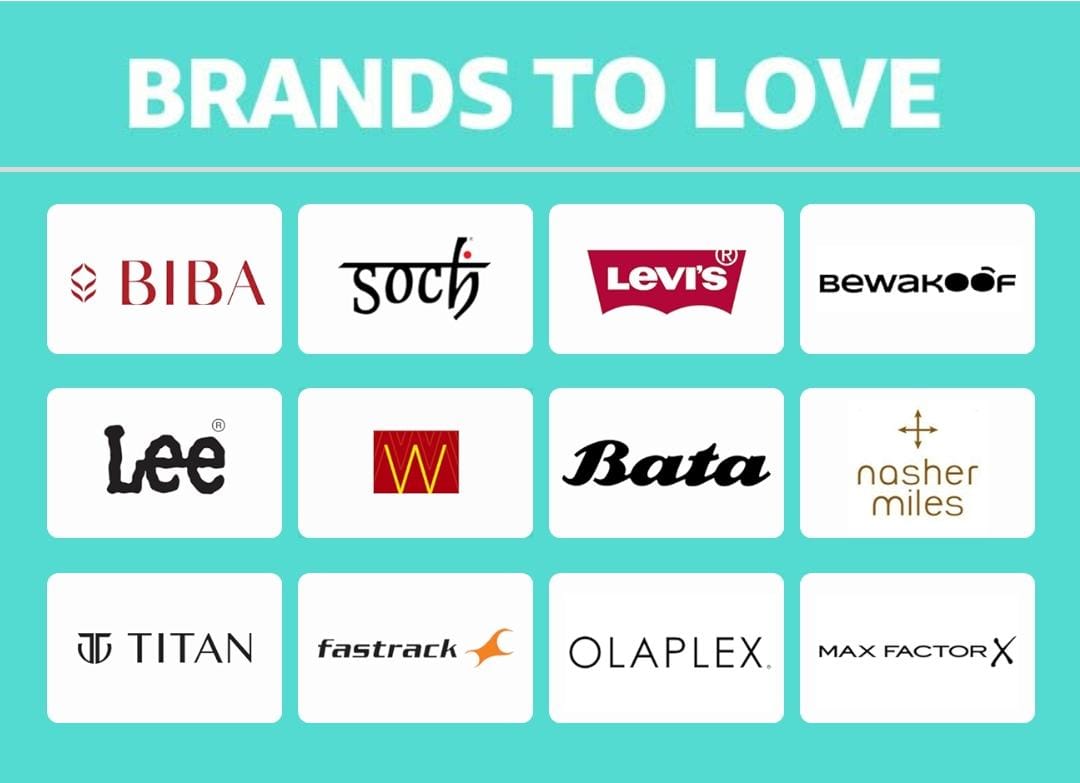 BRANDS TO LOVE
BIBA
soch
LEVI'S®
BEWAKOOF
Lee®
W
Bata
nasher
miles
TITAN
fastrack
OLAPLEX®
MAX FACTOR X